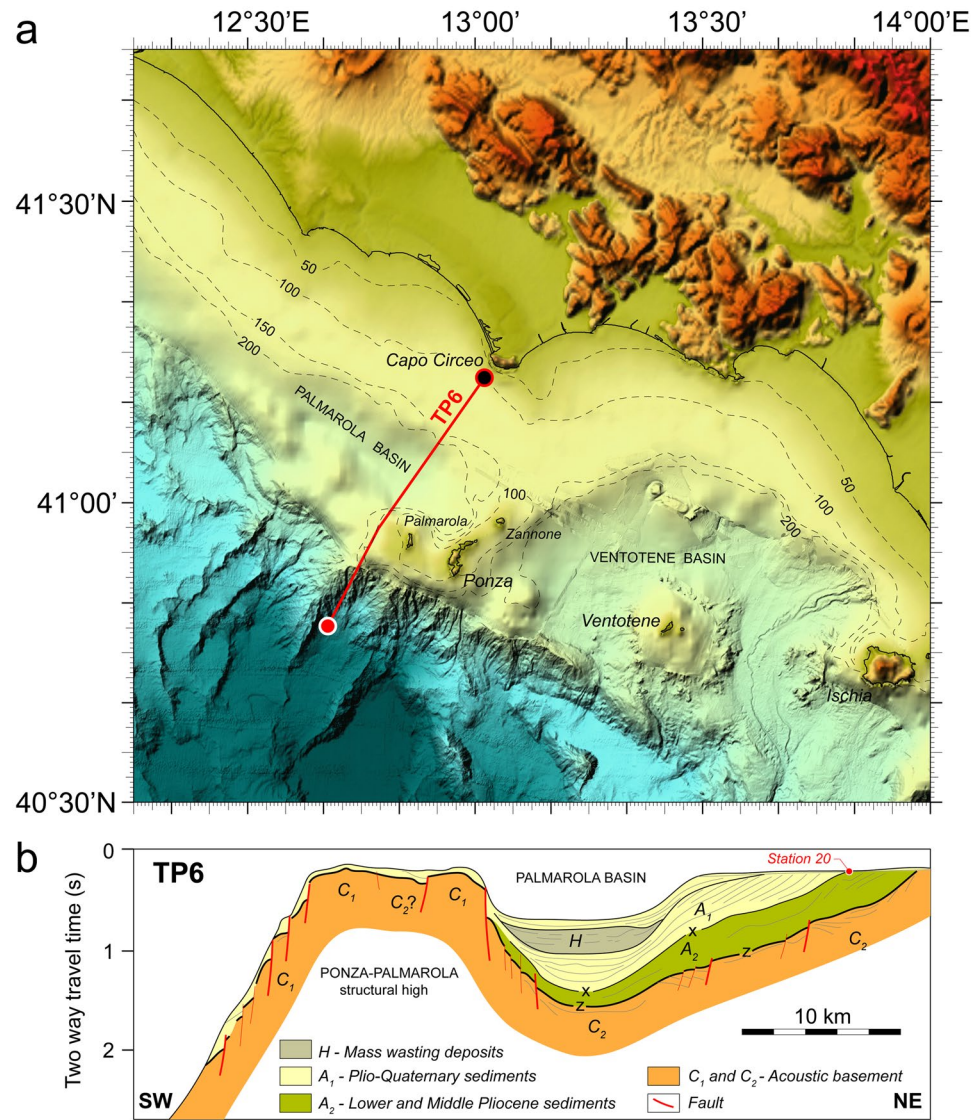 a
12°30’E 13°00’ 13°30’ 14°00’E
41°30’N
41°00’
40°30’N
50
100
150
200
Capo Circeo
TP6
PALMAROLA BASIN
100
50
100
200
Palmarola
Zannone
Ponza
VENTOTENE BASIN
Ventotene
Ischia
b
0
1
2
Two way travel time (s)
TP6
PALMAROLA BASIN
Station 20
C₁
C₂?
C₁
C₁
H
A₁
x
A₂
z
x
z
C₂
C₂
PONZA-PALMAROLA
structural high
10 km
H - Mass wasting deposits
A₁ - Plio-Quaternary sediments
A₂ - Lower and Middle Pliocene sediments
C₁ and C₂ - Acoustic basement
Fault
SW
NE